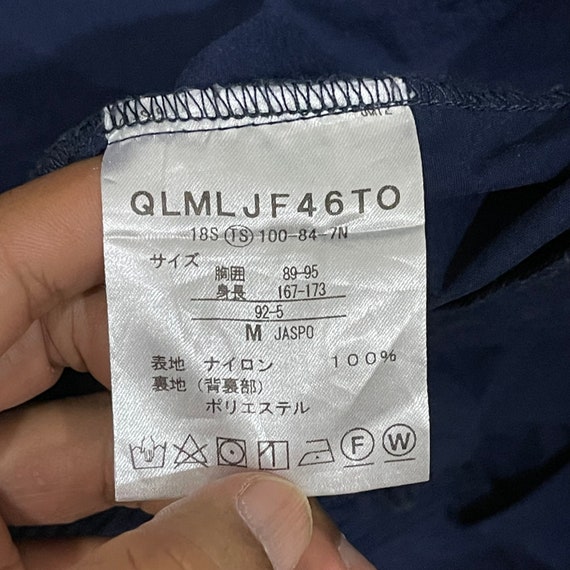 QLMLJF46TO
18S (TS) 100-84-7N
サイズ 胸囲 89-95
身長 167-173
92-5
M JASPO
表地 ナイロン 100%
裏地 (背裏部)
ポリエステル
F W